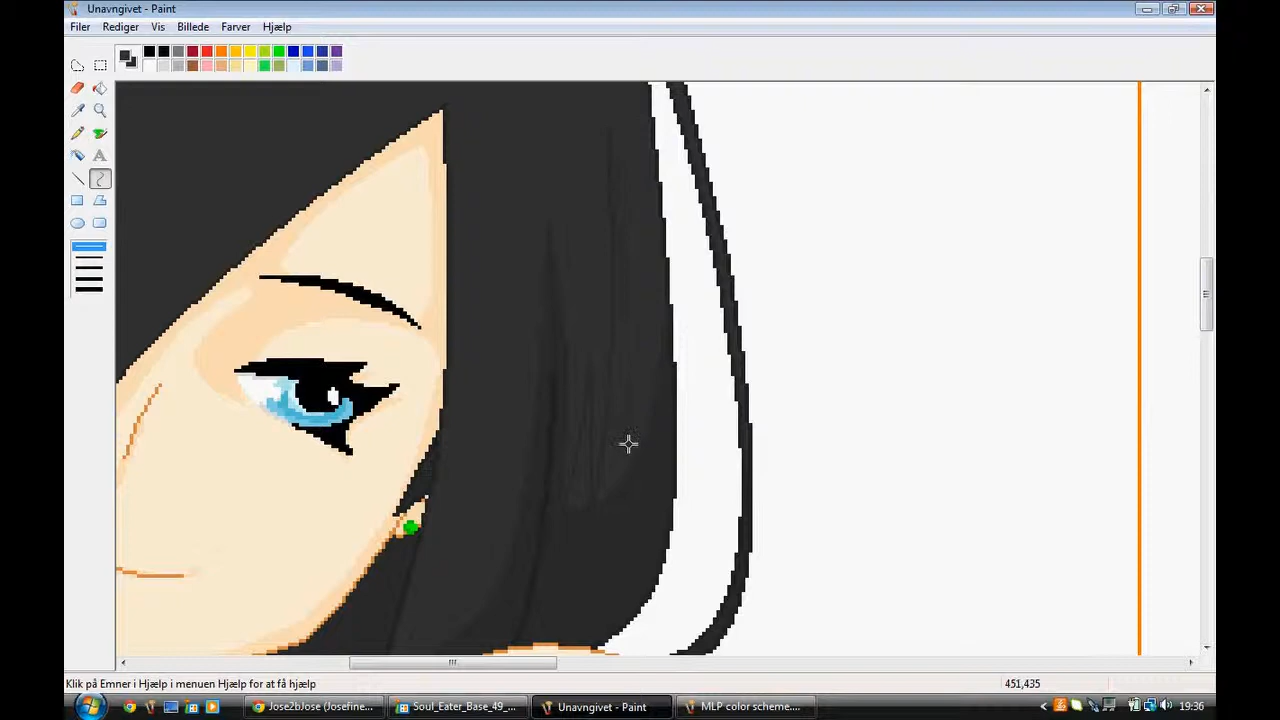 Unavngivet - Paint
Filer Rediger Vis Billede Farver Hjælp
A
Klik på Emner i Hjælp i menuen Hjælp for at få hjælp
451,435
Jose2bJose (Josefine...
Soul_Eater_Base_49_...
Unavngivet - Paint
MLP color scheme....
19:36